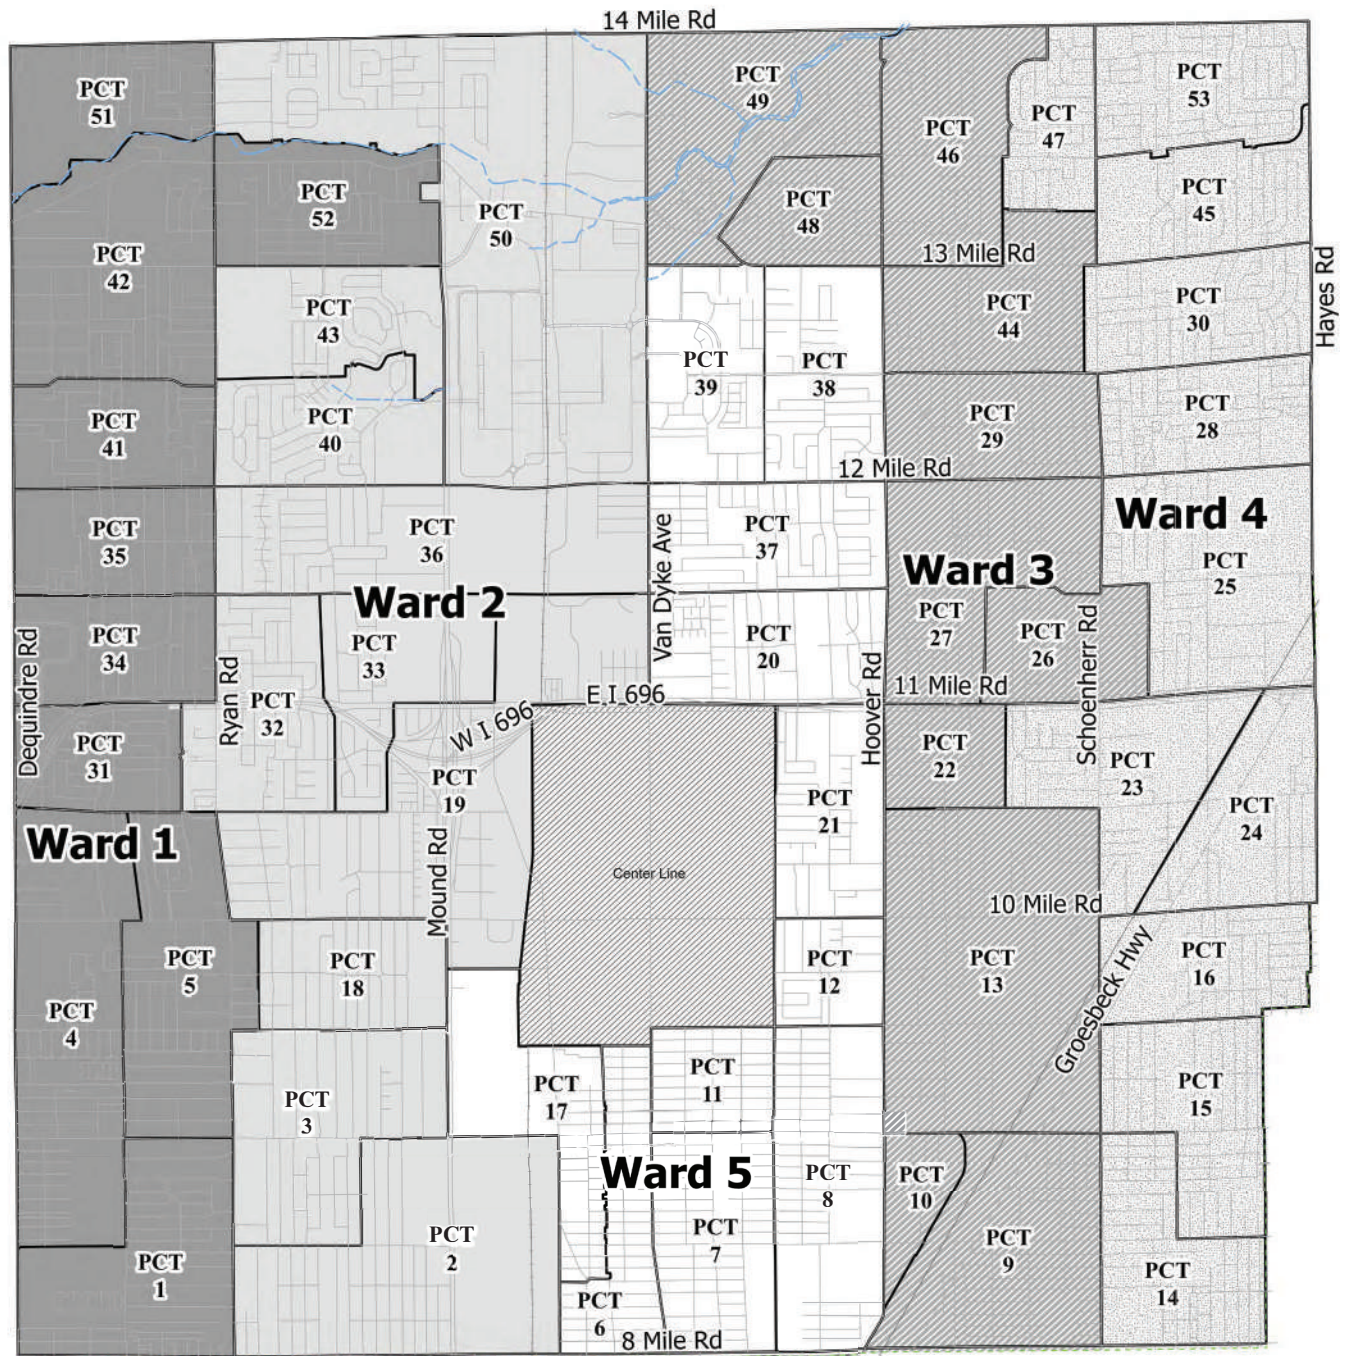 14 Mile Rd
PCT
51
PCT
49
PCT
53
PCT
47
PCT
46
PCT
52
PCT
50
PCT
48
PCT
45
13 Mile Rd
PCT
42
Hayes Rd
PCT
43
PCT
44
PCT
30
PCT
39
PCT
38
PCT
41
PCT
40
PCT
29
PCT
28
12 Mile Rd
PCT
35
PCT
36
Van Dyke Ave
PCT
37
Ward 4
PCT
25
Ward 3
Ward 2
PCT
27
PCT
26
Schoenherr Rd
PCT
34
Dequindre Rd
PCT
33
PCT
20
Hoover Rd
11 Mile Rd
Ryan Rd
PCT
32
E I 696
W I 696
PCT
31
PCT
19
PCT
22
PCT
23
PCT
21
PCT
24
Ward 1
Mound Rd
Center Line
10 Mile Rd
PCT
5
PCT
18
PCT
12
PCT
13
PCT
16
Groesbeck Hwy
PCT
4
PCT
17
PCT
11
PCT
15
PCT
3
Ward 5
PCT
8
PCT
10
PCT
2
PCT
7
PCT
9
PCT
1
PCT
14
PCT
6
8 Mile Rd